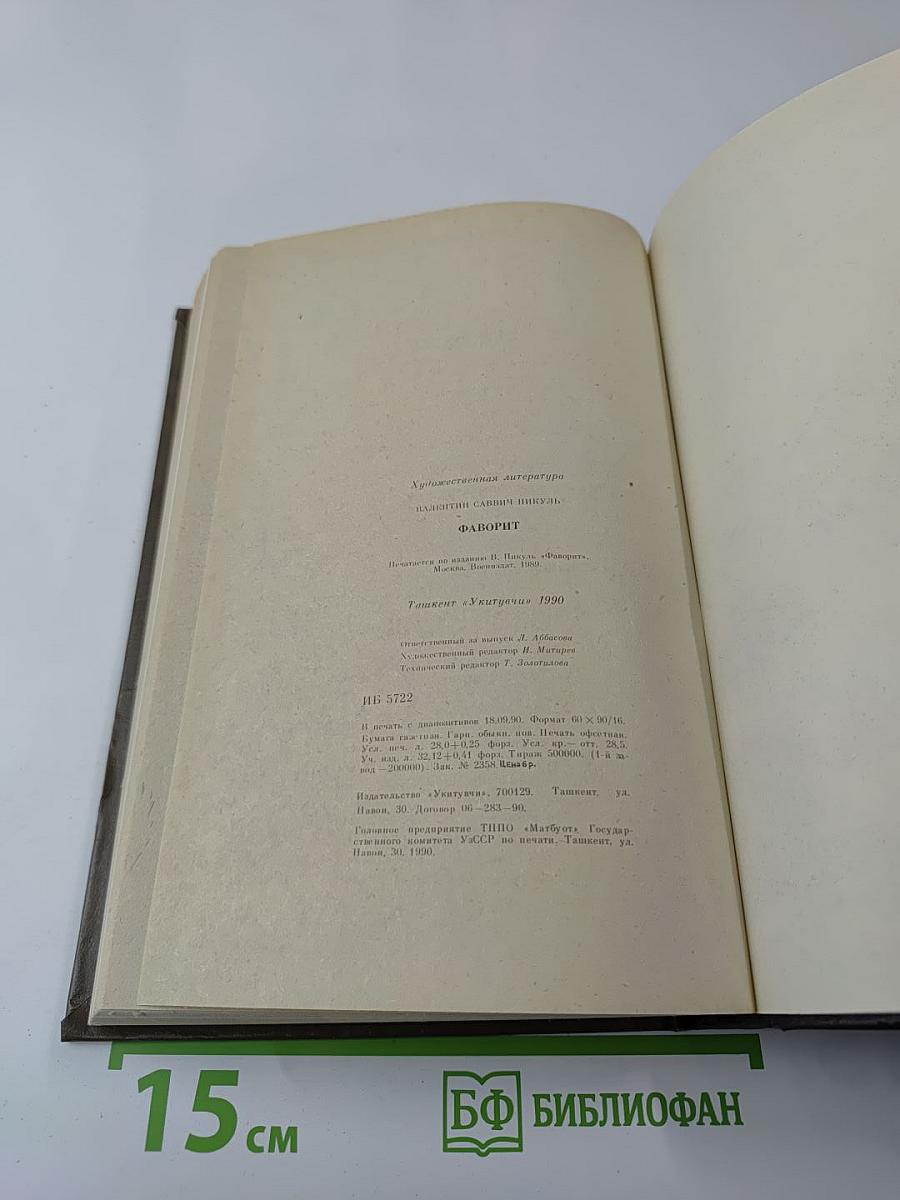 Художественная литература
ВАЛЕНТИН САВВИЧ ПИКУЛЬ
ФАВОРИТ
Печатается по изданию В. Пикуль «Фаворит»,
Москва, Воениздат, 1989.
Ташкент «Укитувчи» 1990
Ответственный за выпуск Л. Аббасова
Художественный редактор И. Митирев
Технический редактор Т. Золотилова
ИБ 5722
В печать с диапозитивов 18.09.90. Формат 60×90/16.
Бумага газетная. Гарн. обыкн. нов. Печать офсетная.
Усл. печ. л. 28,0+0,25 форз. Усл. кр.—отт. 28,5.
Уч. изд. л. 32,12+0,41 форз. Тираж 500000. (1-й за-
вод —200000). Зак. № 2358. Цена 6 р.
Издательство «Укитувчи», 700129. Ташкент, ул.
Навои, 30. Договор 06—283—90.
Головное предприятие ТППО «Матбуот» Государ-
ственного комитета УзССР по печати. Ташкент, ул.
Навои, 30. 1990.
15 см
БФ БИБЛИОФАН